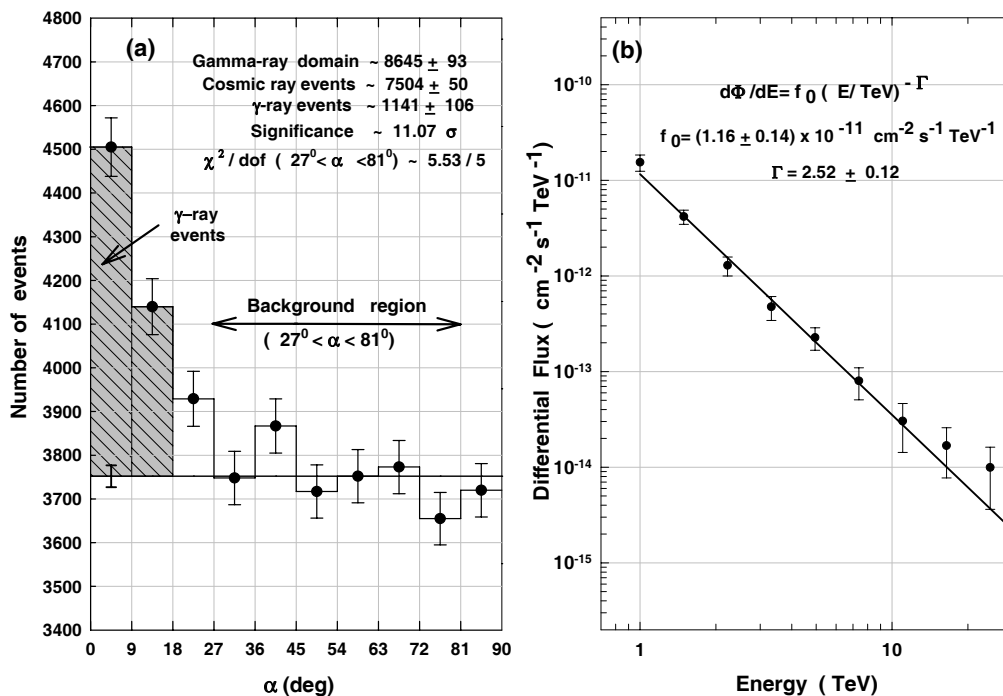 (a)
Gamma-ray domain ~ 8645 ± 93
Cosmic ray events ~ 7504 ± 50
γ-ray events ~ 1141 ± 106
Significance ~ 11.07 σ
χ² / dof ( 27⁰< α <81⁰) ~ 5.53 / 5
γ-ray
events
Background region
( 27⁰ < α < 81⁰)
Number of events
4800
4700
4600
4500
4400
4300
4200
4100
4000
3900
3800
3700
3600
3500
3400
0 9 18 27 36 45 54 63 72 81 90
α (deg)
(b)
dΦ/dE= f₀ ( E/ TeV) ⁻ Γ
f₀= (1.16 ± 0.14) x 10 ⁻¹¹ cm⁻² s⁻¹ TeV⁻¹
Γ = 2.52 ± 0.12
Differential Flux ( cm⁻² s⁻¹ TeV⁻¹)
10⁻¹⁰
10⁻¹¹
10⁻¹²
10⁻¹³
10⁻¹⁴
10⁻¹⁵
1 10
Energy ( TeV)